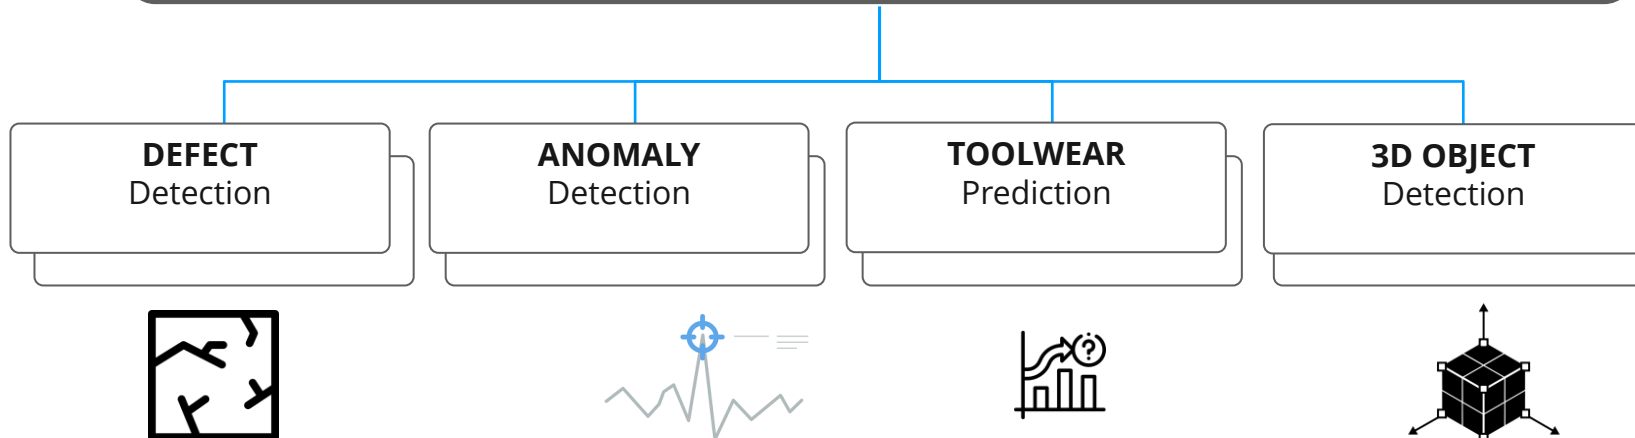 DEFECT
Detection
ANOMALY
Detection
TOOLWEAR
Prediction
3D OBJECT
Detection
?